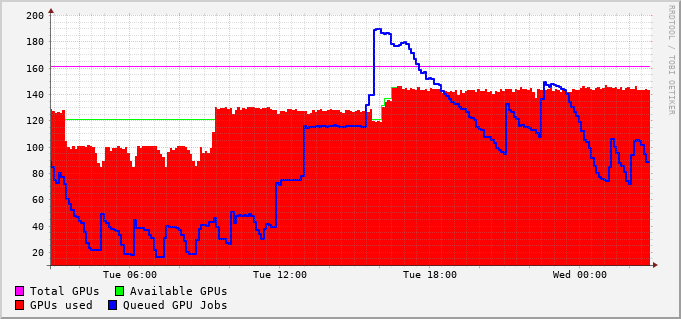 200
180
160
140
120
100
80
60
40
20
Tue 06:00 Tue 12:00 Tue 18:00 Wed 00:00
Total GPUs Available GPUs
GPUs used Queued GPU Jobs
RRDTOOL / TOBI OETIKER